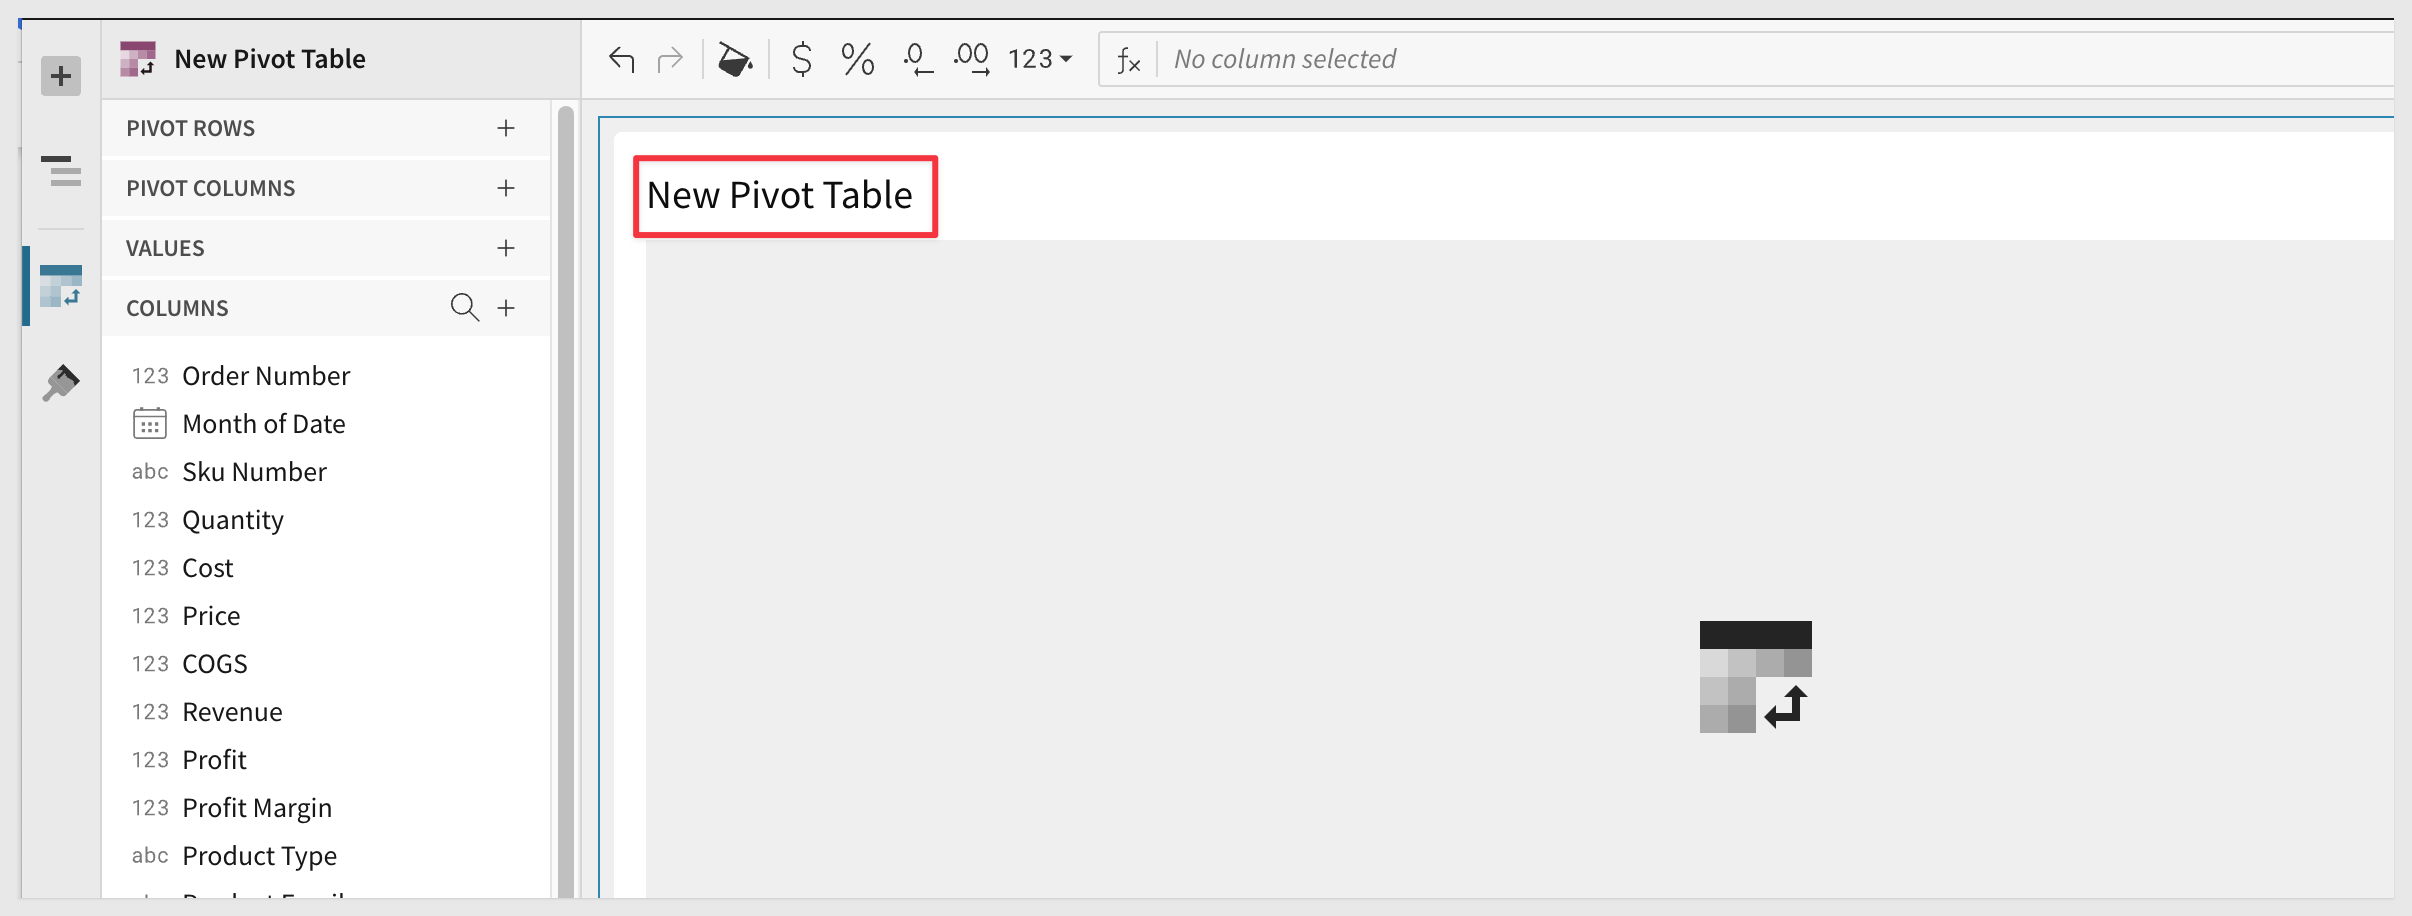 New Pivot Table
$ % .0 .00 123
fx No column selected
PIVOT ROWS
PIVOT COLUMNS
VALUES
COLUMNS
123 Order Number
Month of Date
abc Sku Number
123 Quantity
123 Cost
123 Price
123 COGS
123 Revenue
123 Profit
123 Profit Margin
abc Product Type
New Pivot Table